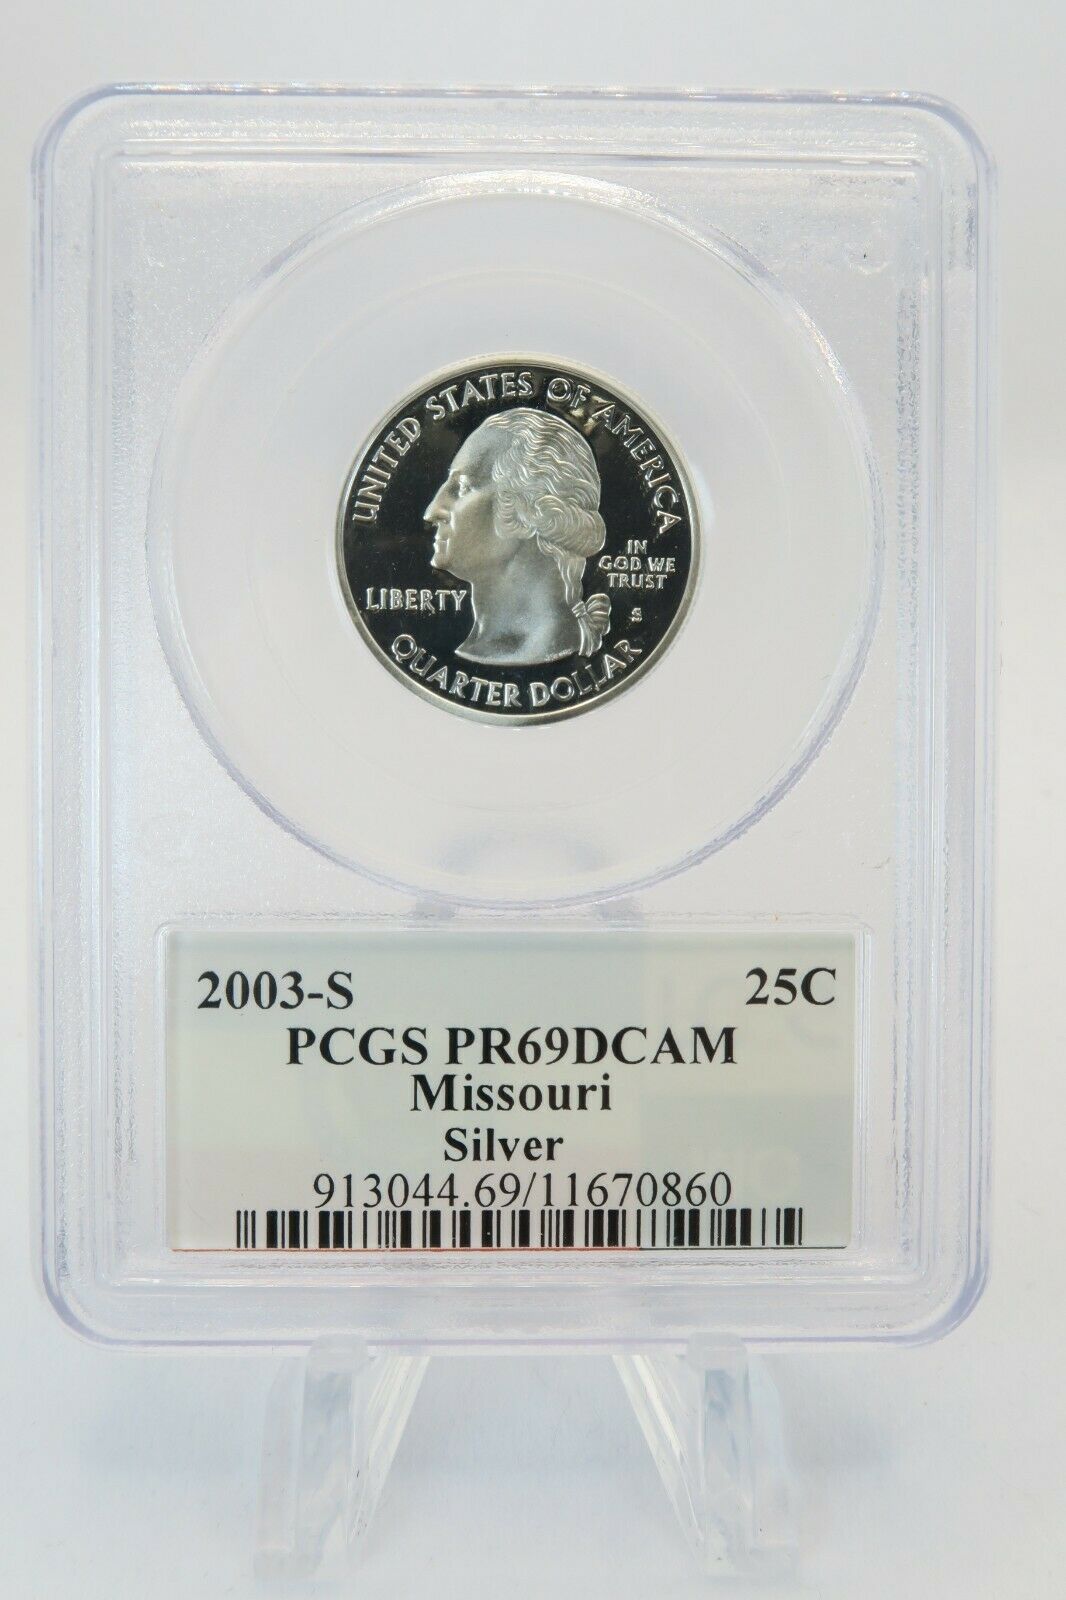 UNITED STATES OF AMERICA
IN
GOD WE
TRUST
LIBERTY
S
QUARTER DOLLAR
2003-S 25C
PCGS PR69DCAM
Missouri
Silver
913044.69/11670860